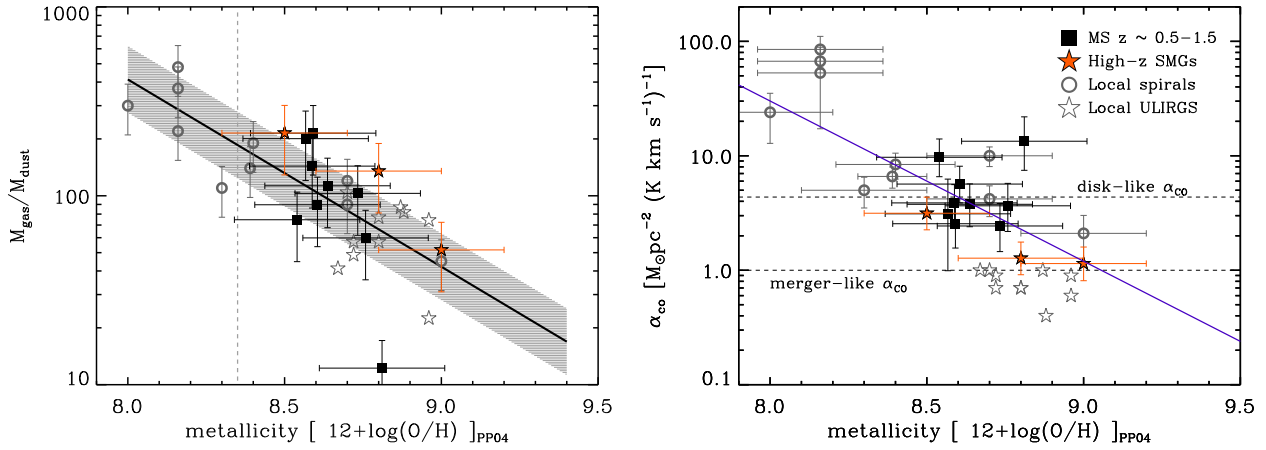 1000
100
10
M_gas/M_dust
8.0 8.5 9.0 9.5
metallicity [ 12+log(O/H) ]_PP04
100.0
10.0
1.0
0.1
α_co [M_⊙pc⁻² (K km s⁻¹)⁻¹]
MS z ~ 0.5−1.5
High−z SMGs
Local spirals
Local ULIRGS
disk−like α_CO
merger−like α_CO
8.0 8.5 9.0 9.5
metallicity [ 12+log(O/H) ]_PP04